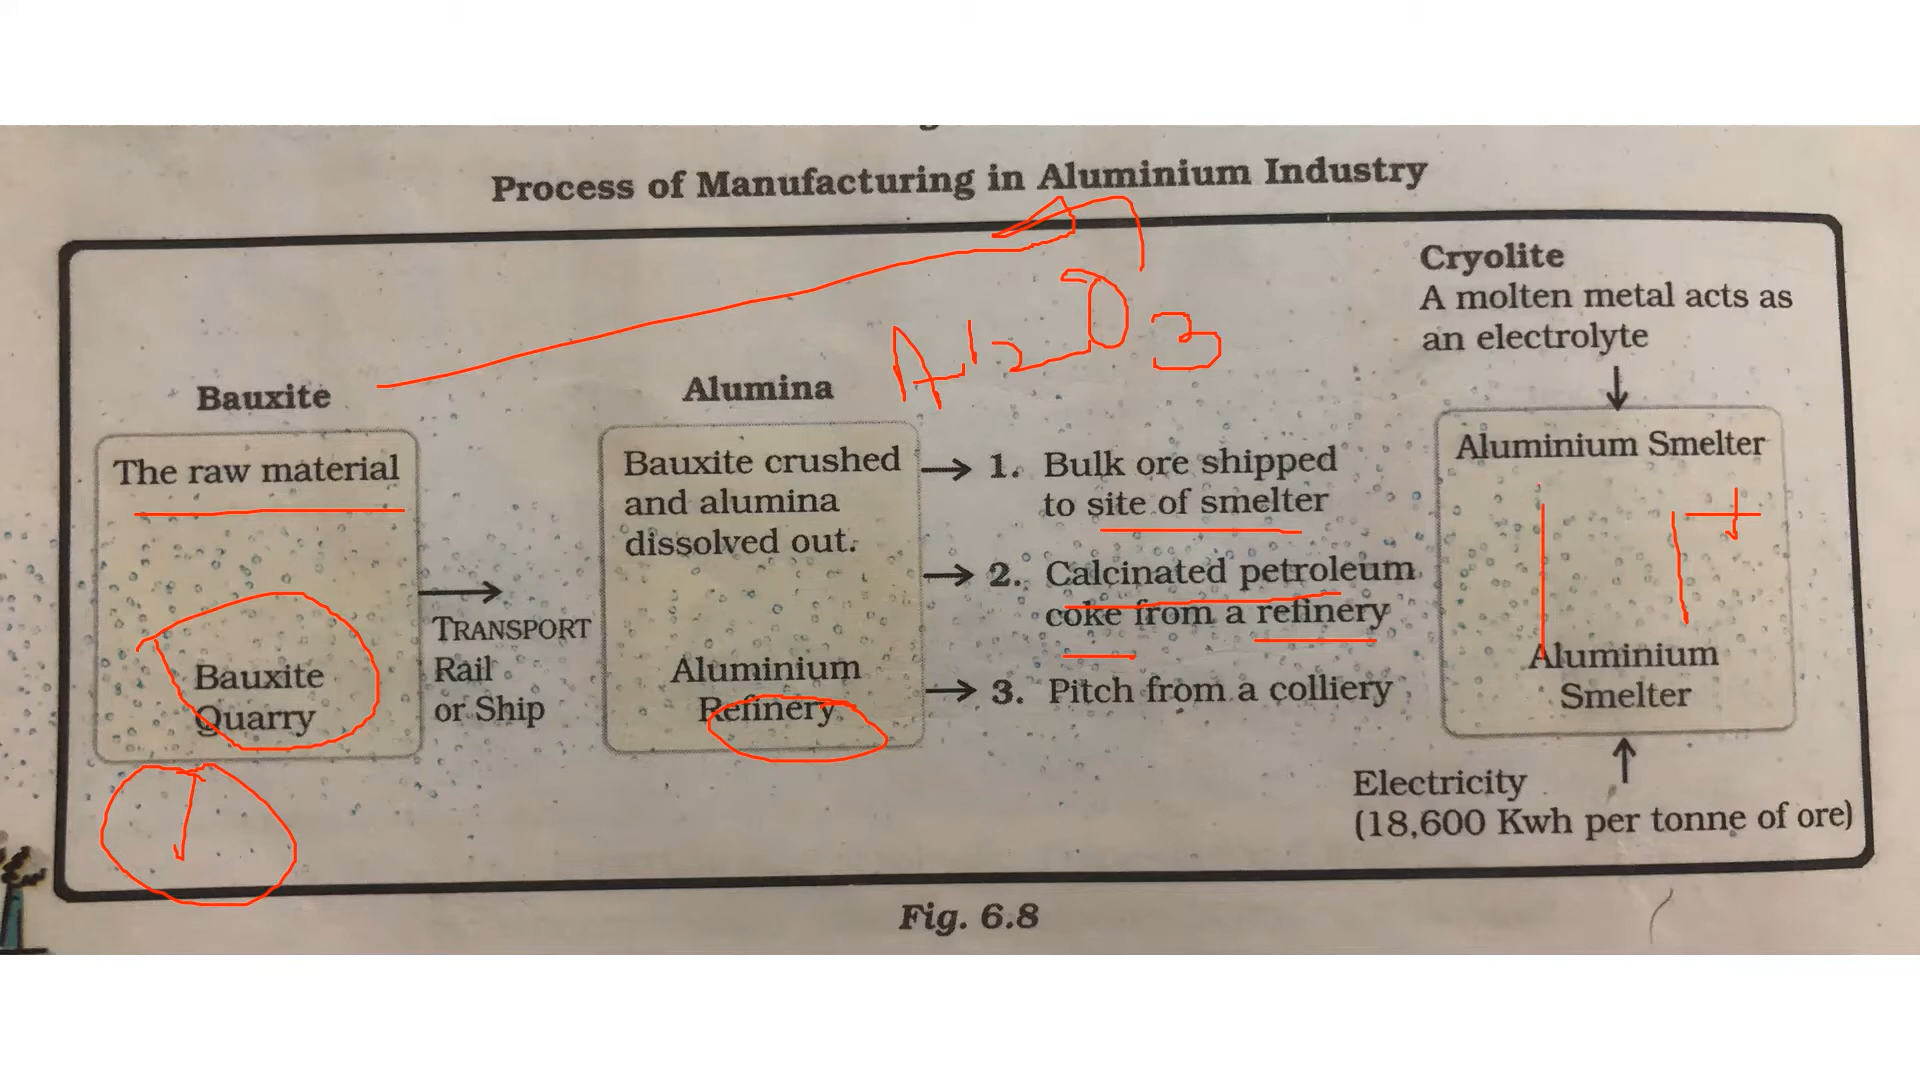 Process of Manufacturing in Aluminium Industry
Bauxite
The raw material
Bauxite
Quarry
TRANSPORT
Rail
or Ship
Alumina
Al2O3
Bauxite crushed
and alumina
dissolved out.
Aluminium
Refinery
1. Bulk ore shipped
to site of smelter
2. Calcinated petroleum
coke from a refinery
3. Pitch from a colliery
Cryolite
A molten metal acts as
an electrolyte
Aluminium Smelter
Aluminium
Smelter
Electricity
(18,600 Kwh per tonne of ore)
1
Fig. 6.8